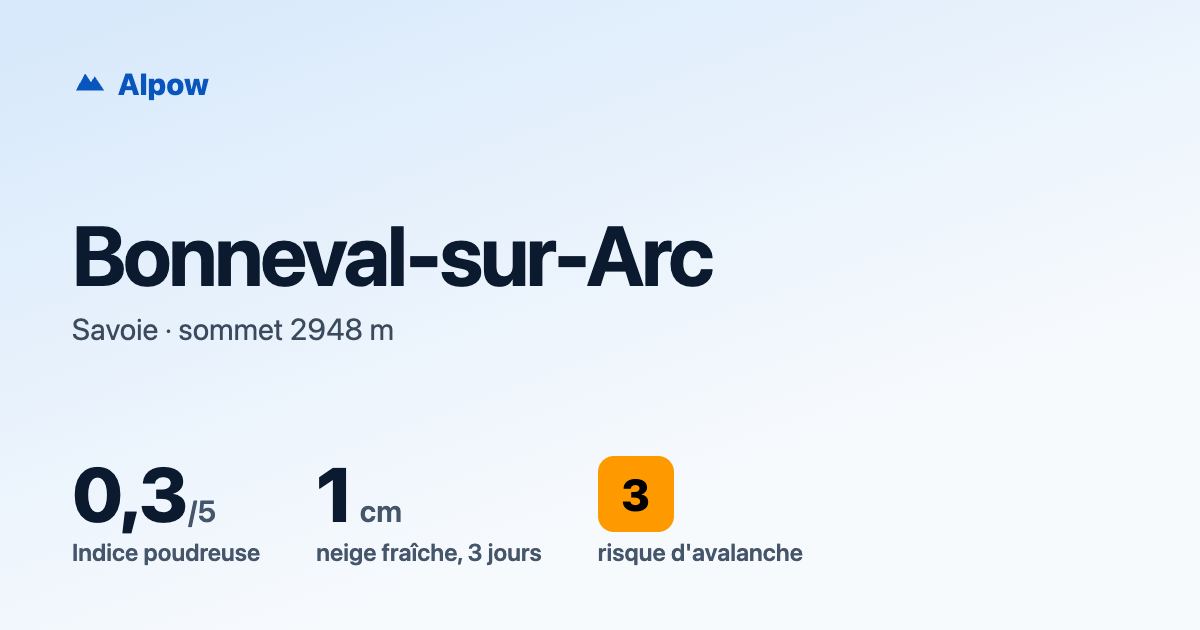 Alpow
Bonneval-sur-Arc
Savoie · sommet 2948 m
0,3/5
Indice poudreuse
1 cm
neige fraîche, 3 jours
3
risque d'avalanche